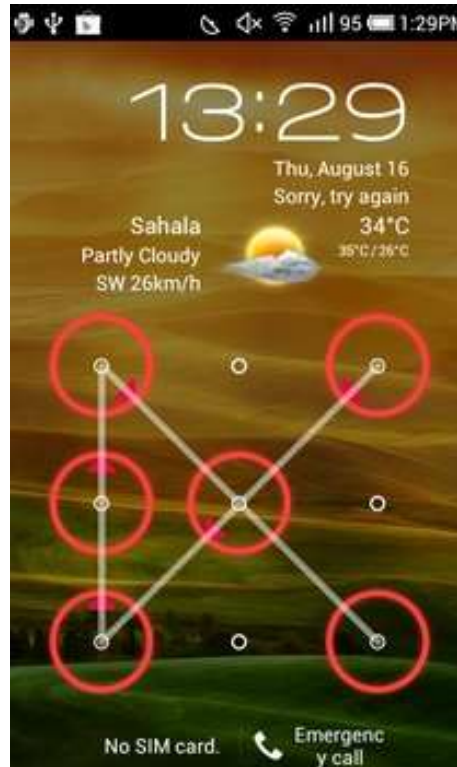 95 1:29PM
13:29
Thu, August 16
Sorry, try again
Sahala 34°C
Partly Cloudy 35°C / 26°C
SW 26km/h
No SIM card. Emergenc
y call